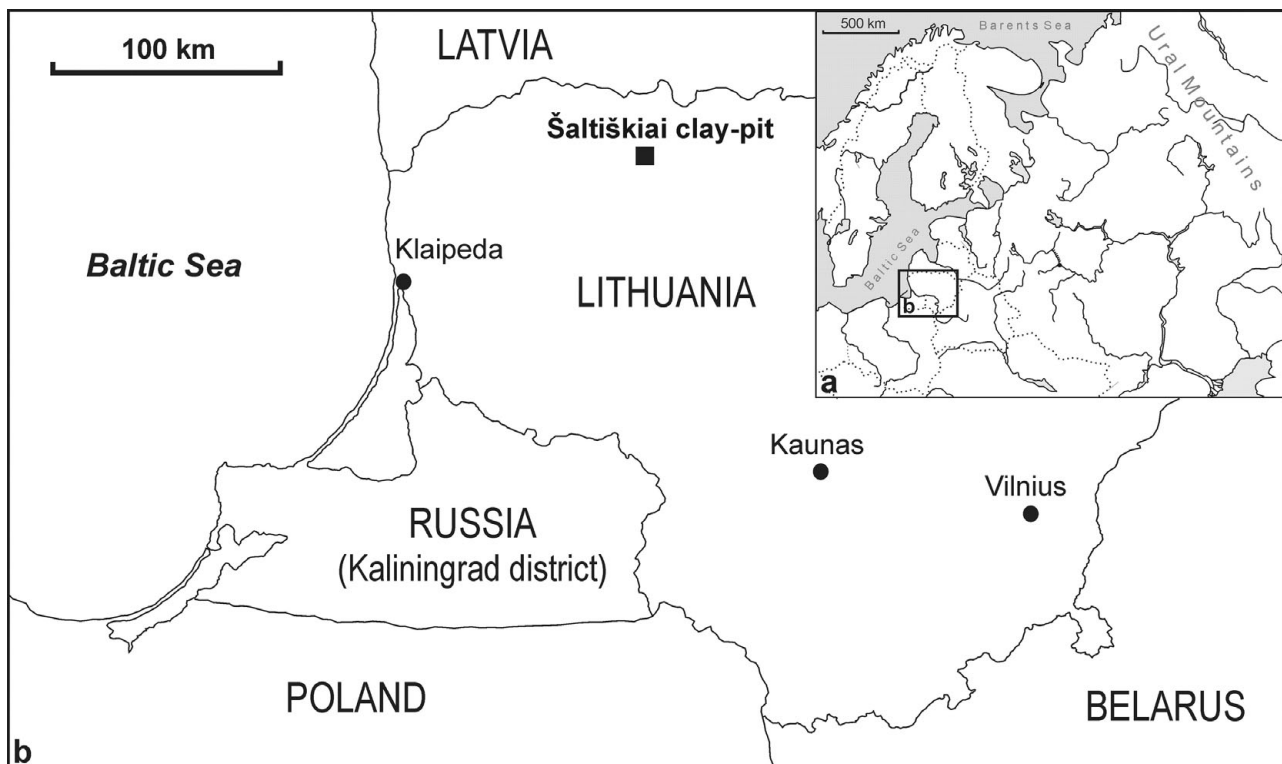 100 km
LATVIA
Šaltiškiai clay-pit
Klaipeda
Baltic Sea
LITHUANIA
Kaunas
Vilnius
RUSSIA
(Kaliningrad district)
POLAND
BELARUS
b
500 km
Barents Sea
Ural Mountains
Baltic Sea
b
a